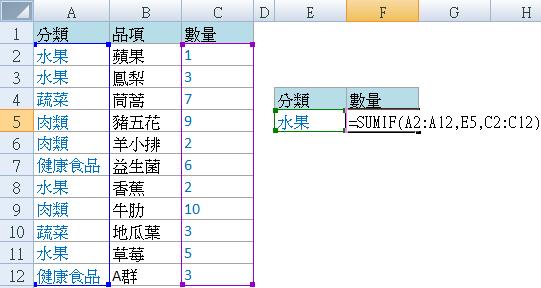 A B C D E F G H
1 分類 品項 數量
2 水果 蘋果 1
3 水果 鳳梨 3
4 蔬菜 茼蒿 7 分類 數量
5 肉類 豬五花 9 水果 =SUMIF(A2:A12,E5,C2:C12)
6 肉類 羊小排 2
7 健康食品 益生菌 6
8 水果 香蕉 2
9 肉類 牛肋 10
10 蔬菜 地瓜葉 3
11 水果 草莓 5
12 健康食品 A群 3